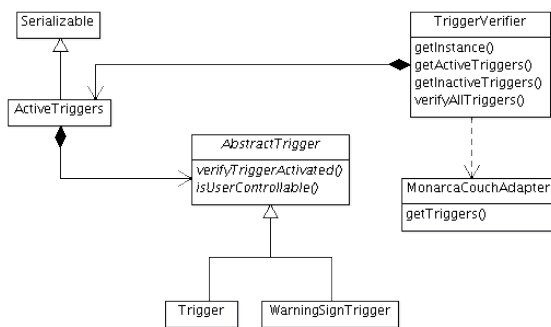 Serializable
TriggerVerifier
getInstance()
getActiveTriggers()
getInactiveTriggers()
verifyAllTriggers()
ActiveTriggers
AbstractTrigger
verifyTriggerActivated()
isUserControllable()
MonarcaCouchAdapter
getTriggers()
Trigger
WarningSignTrigger